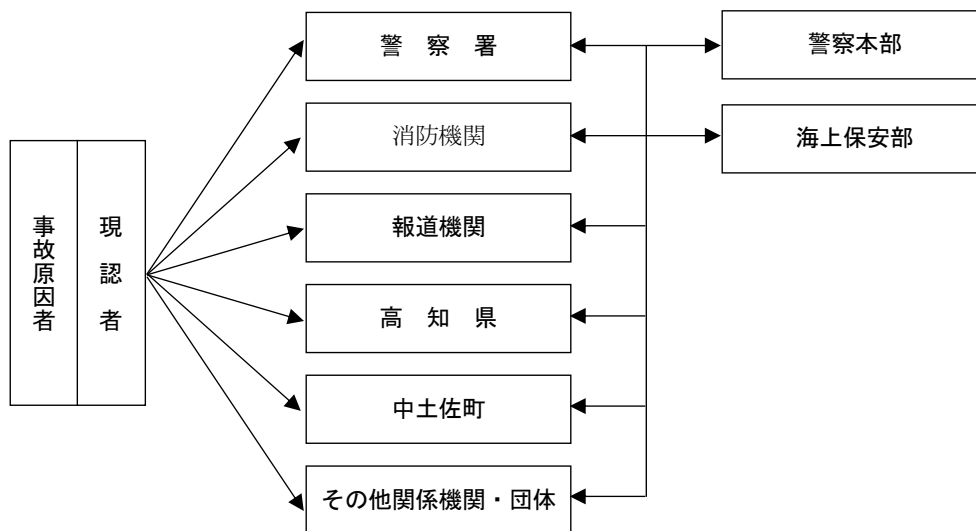 事故原因者
現認者
警　察　署
消防機関
報道機関
高　知　県
中土佐町
その他関係機関・団体
警察本部
海上保安部